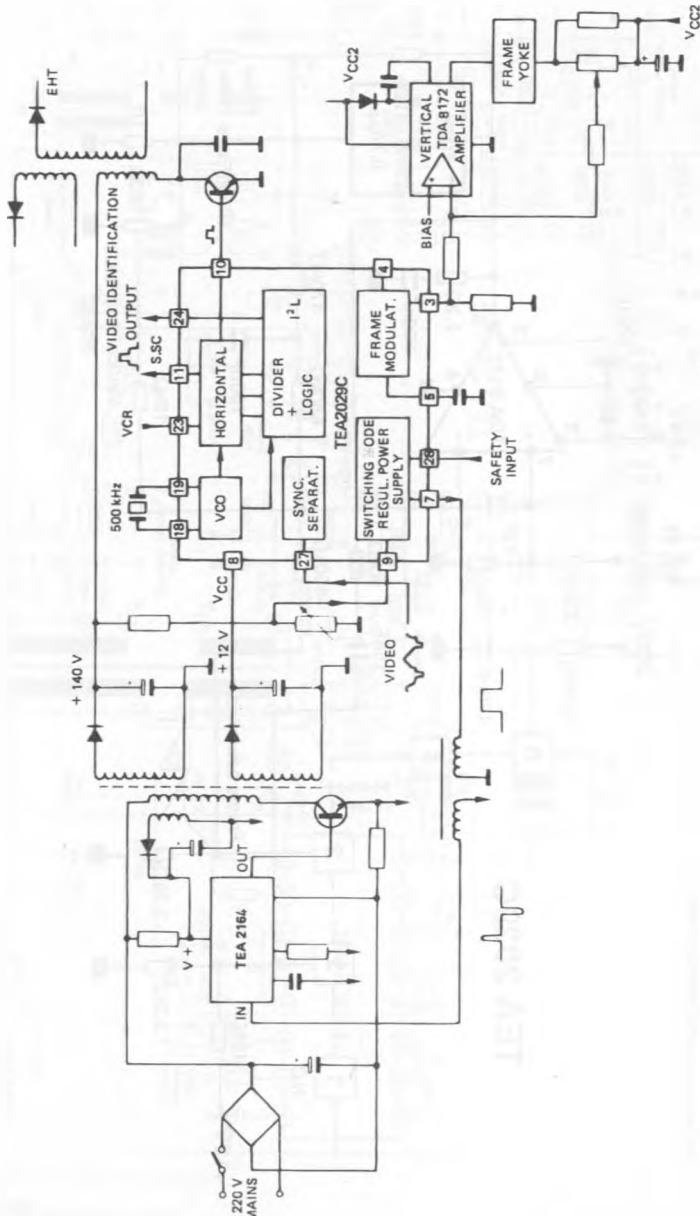 220 V
MAINS
IN
TEA 2164
V +
OUT
+ 140 V
+ 12 V
VCC
VIDEO
8
27
9
500 kHz
18
19
VCO
SYNC.
SEPARAT.
SWITCHING MODE
REGUL. POWER
SUPPLY
7
28
SAFETY
INPUT
VCR
23
S.SC
11
VIDEO IDENTIFICATION
OUTPUT
24
HORIZONTAL
DIVIDER
+
LOGIC
I²L
TEA2029C
10
FRAME
MODULAT.
5
4
3
EHT
BIAS
VERTICAL
TDA 8172
AMPLIFIER
VCC2
FRAME
YOKE
VCC2